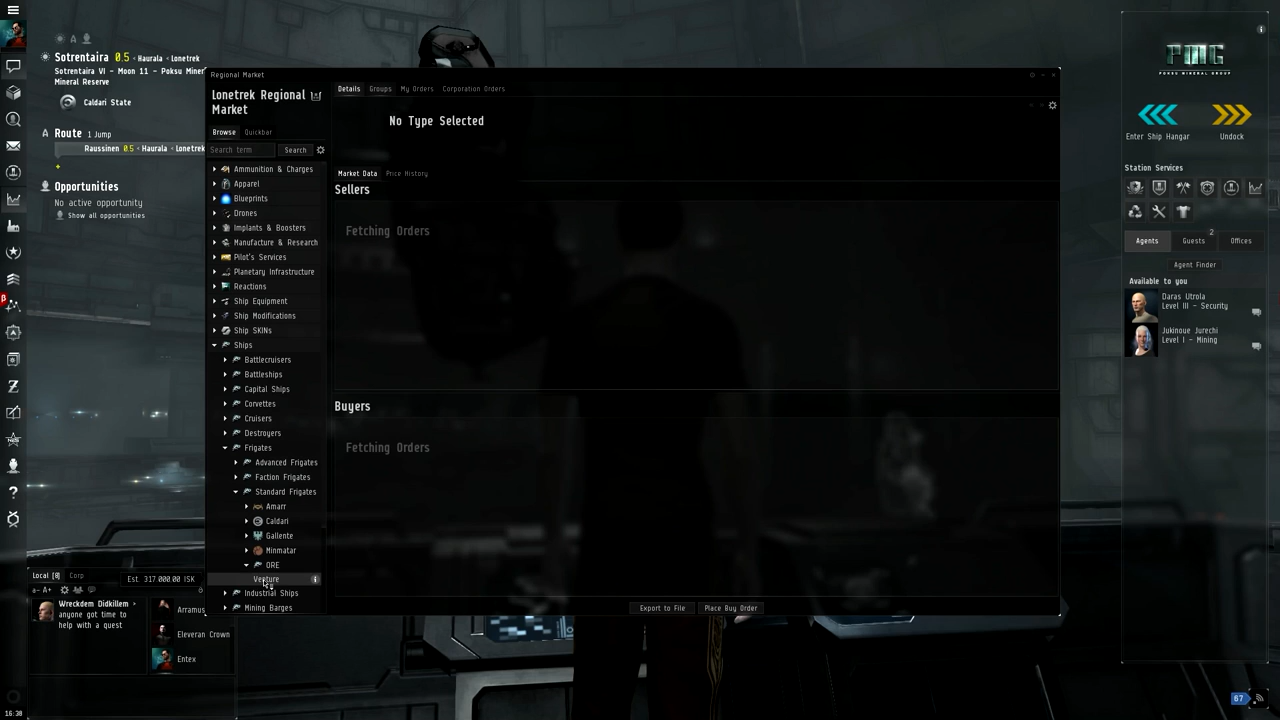 Sotrentaira 0.5 < Haurala < Lonetrek
Sotrentaira VI - Moon 11 - Poksu Miner
Mineral Reserve
Caldari State
Route 1 Jump
Raussinen 0.5 < Haurala < Lonetrek
Opportunities
No active opportunity
Show all opportunities
Regional Market
Lonetrek Regional
Market
Browse Quickbar
Search term
Search
Ammunition & Charges
Apparel
Blueprints
Drones
Implants & Boosters
Manufacture & Research
Pilot's Services
Planetary Infrastructure
Reactions
Ship Equipment
Ship Modifications
Ship SKINs
Ships
Battlecruisers
Battleships
Capital Ships
Corvettes
Cruisers
Destroyers
Frigates
Advanced Frigates
Faction Frigates
Standard Frigates
Amarr
Caldari
Gallente
Minmatar
ORE
Venture
Industrial Ships
Mining Barges
Details Groups My Orders Corporation Orders
No Type Selected
Market Data Price History
Sellers
Fetching Orders
Buyers
Fetching Orders
Export to File Place Buy Order
Est. 317.000.00 ISK
Local [8] Corp
a- A+
Wreckdem Didkillem >
anyone got time to
help with a quest
Arramus
Eleveran Crown
Entex
16:38
PMG
POKSU MINERAL GROUP
Enter Ship Hangar
Undock
Station Services
2
Agents Guests Offices
Agent Finder
Available to you
Daras Utrola
Level III - Security
Jukinoue Jurechi
Level I - Mining
67